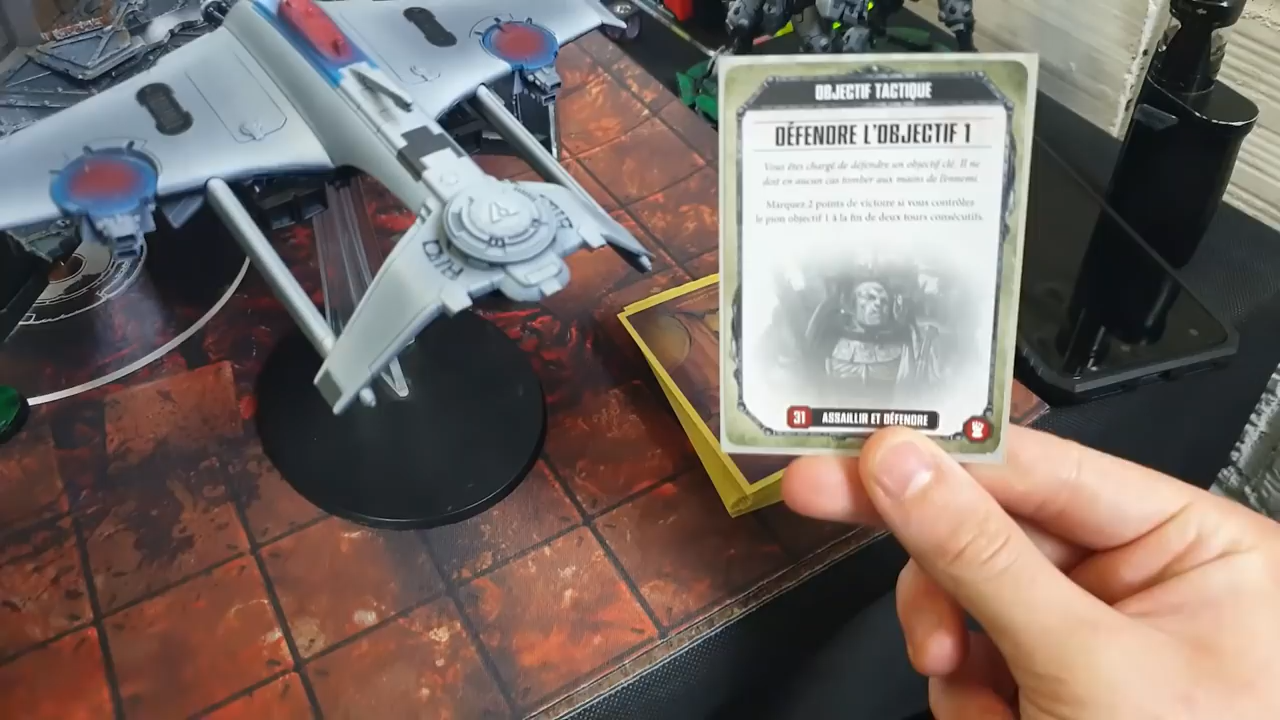 OBJECTIF TACTIQUE
DÉFENDRE L'OBJECTIF 1
Vous êtes chargé de défendre un objectif clé. Il ne
doit en aucun cas tomber aux mains de l'ennemi.
Marquez 2 points de victoire si vous contrôlez
le pion objectif 1 à la fin de deux tours consécutifs.
31 ASSAILLIR ET DÉFENDRE